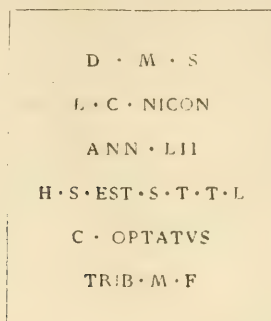 D · M · S
L · C · NICON
ANN · LII
H · S · EST · S · T · T · L
C · OPTATVS
TRIB · M · F